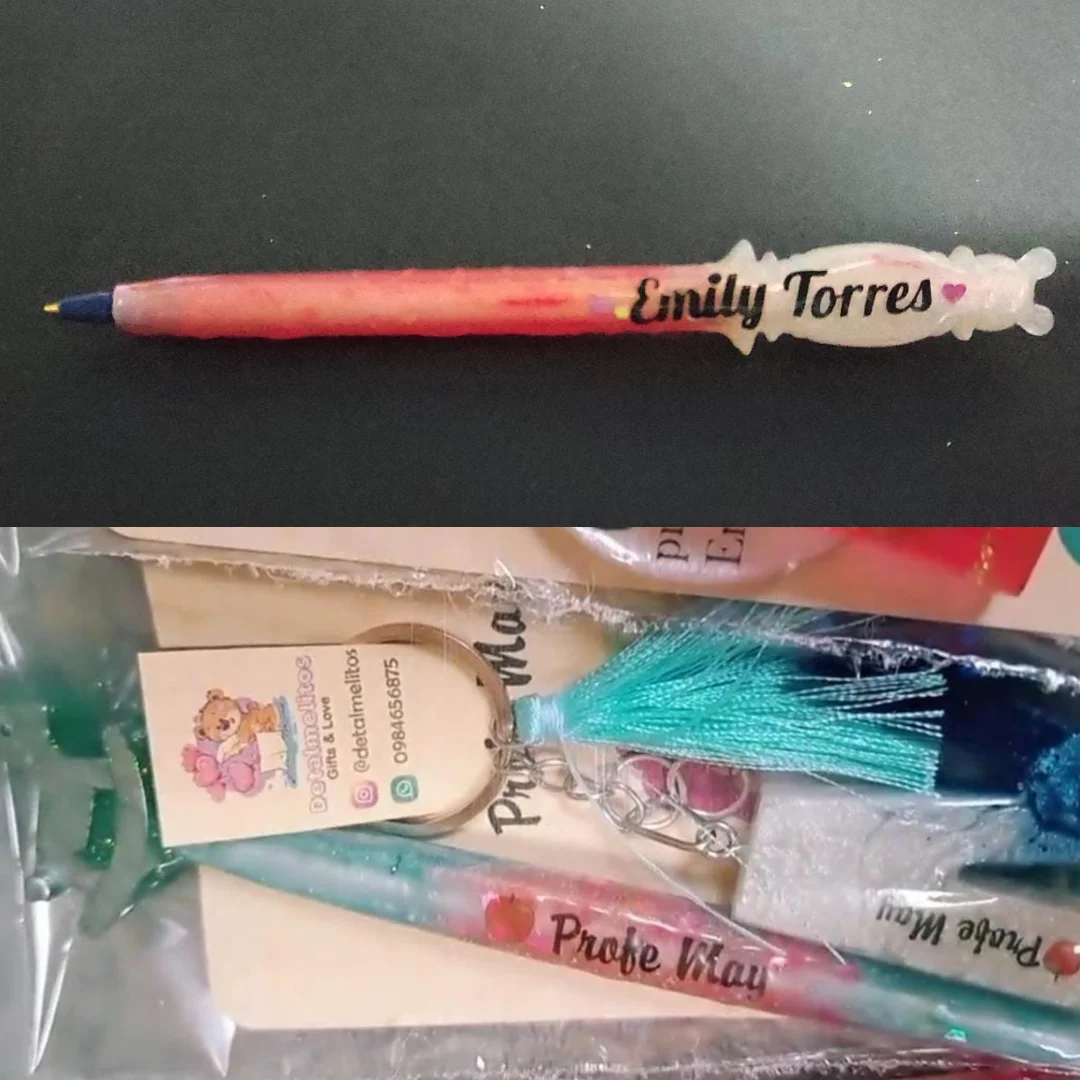 Emily Torres
Detalmelitos
Gifts & Love
@detalmelitos
0984656875
Profe May
Profe May